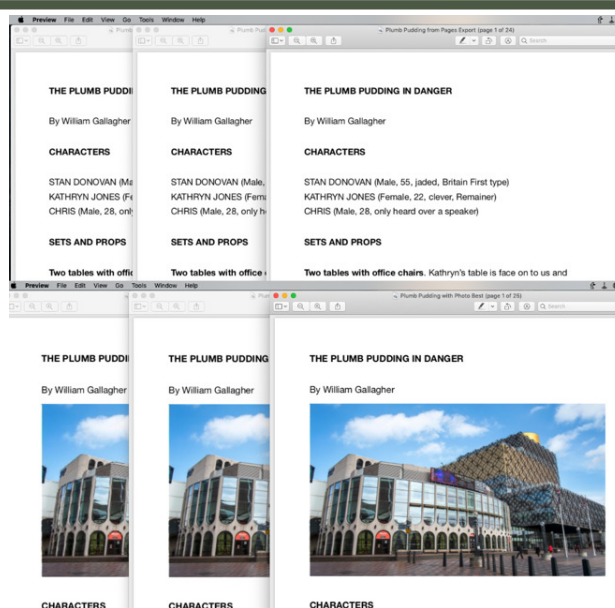 Preview File Edit View Go Tools Window Help
Plumb Pudding from Pages Export (page 1 of 24)
Search
THE PLUMB PUDDI
By William Gallagher
CHARACTERS
STAN DONOVAN (Ma
KATHRYN JONES (Fe
CHRIS (Male, 28, only
SETS AND PROPS
Two tables with offic
THE PLUMB PUDDING
By William Gallagher
CHARACTERS
STAN DONOVAN (Male,
KATHRYN JONES (Fema
CHRIS (Male, 28, only h
SETS AND PROPS
Two tables with office
THE PLUMB PUDDING IN DANGER
By William Gallagher
CHARACTERS
STAN DONOVAN (Male, 55, jaded, Britain First type)
KATHRYN JONES (Female, 22, clever, Remainer)
CHRIS (Male, 28, only heard over a speaker)
SETS AND PROPS
Two tables with office chairs. Kathryn's table is face on to us and
Preview File Edit View Go Tools Window Help
Plumb Pudding with Photo Best (page 1 of 25)
Search
THE PLUMB PUDDI
By William Gallagher
CHARACTERS
THE PLUMB PUDDING
By William Gallagher
CHARACTERS
THE PLUMB PUDDING IN DANGER
By William Gallagher
CHARACTERS